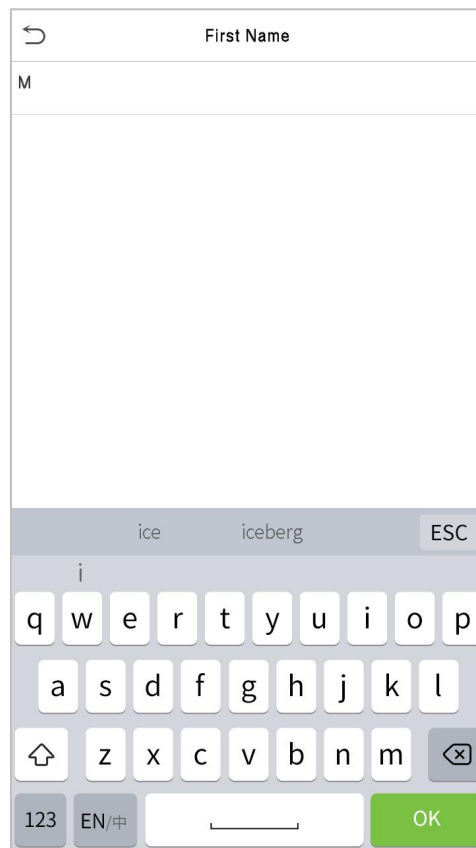 First Name
M
ice iceberg ESC
i
q w e r t y u i o p
a s d f g h j k l
z x c v b n m
123 EN/中 OK